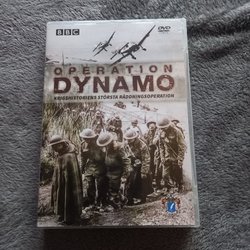 BBC
DVD
OPERATION
DYNAMO
KRIGSHISTORIENS STÖRSTA RÄDDNINGSOPERATION